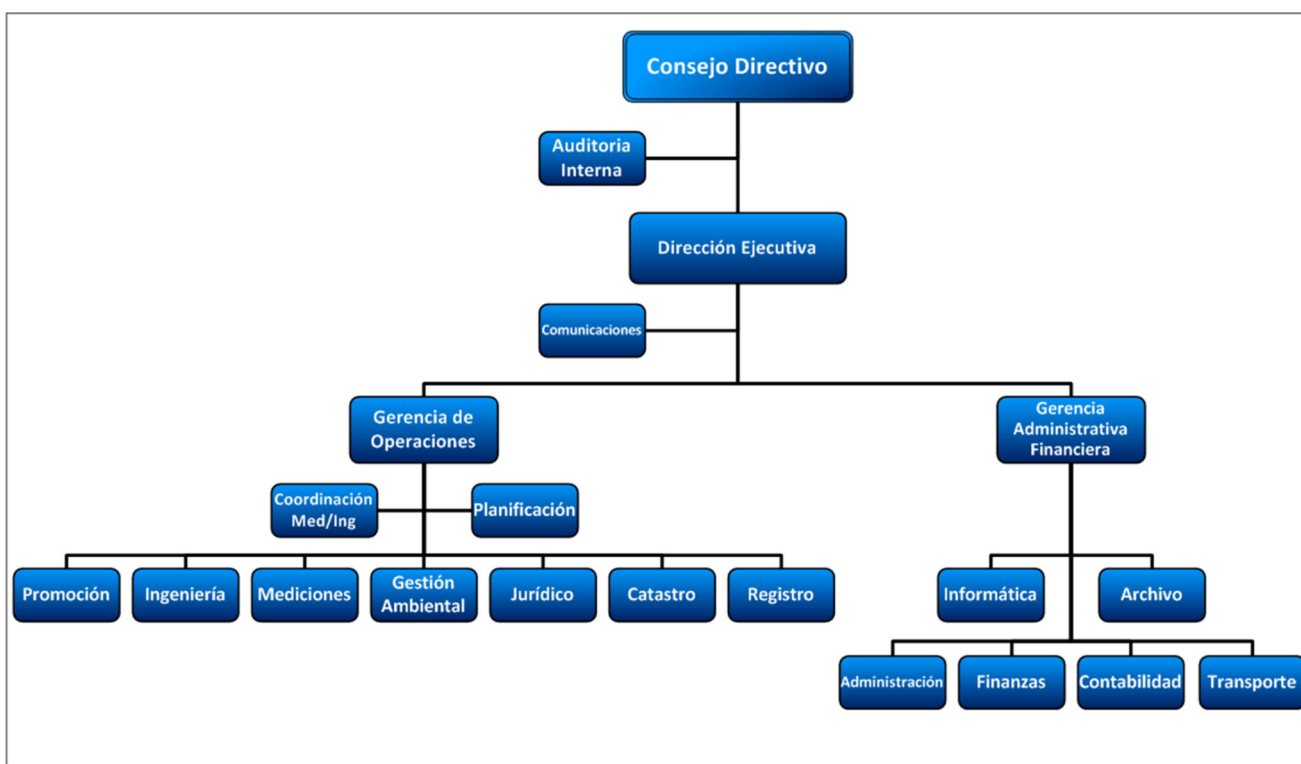 Consejo Directivo
Auditoria
Interna
Dirección Ejecutiva
Comunicaciones
Gerencia de
Operaciones
Gerencia
Administrativa
Financiera
Coordinación
Med/Ing
Planificación
Promoción
Ingeniería
Mediciones
Gestión
Ambiental
Jurídico
Catastro
Registro
Informática
Archivo
Administración
Finanzas
Contabilidad
Transporte